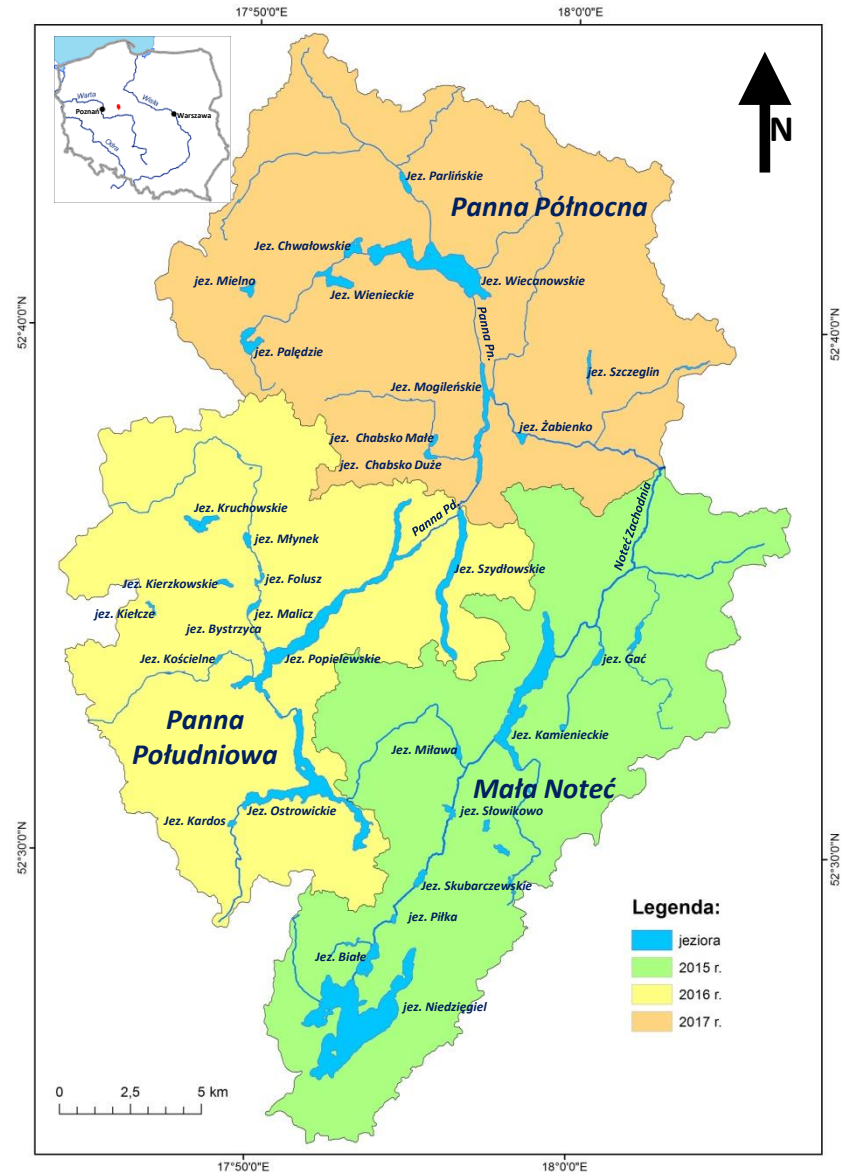 17°50'0"E
18°0'0"E
Warta
Wisła
Poznań
Warszawa
Odra
N
Jez. Parlińskie
Panna Północna
Jez. Chwałowskie
jez. Mielno
Jez. Wienieckie
Jez. Wiecanowskie
52°40'0"N
52°40'0"N
Panna Pn.
jez. Palędzie
jez. Szczeglin
Jez. Mogileńskie
jez. Żabienko
jez. Chabsko Małe
jez. Chabsko Duże
Noteć Zachodnia
Panna Pd.
Jez. Kruchowskie
jez. Młynek
Jez. Szydłowskie
Jez. Kierzkowskie
jez. Folusz
jez. Kiełcze
jez. Malicz
jez. Bystrzyca
Jez. Kościelne
Jez. Popielewskie
jez. Gać
Panna
Południowa
Jez. Kamienieckie
Jez. Miława
Mała Noteć
Jez. Ostrowickie
jez. Słowikowo
Jez. Kardos
52°30'0"N
52°30'0"N
Jez. Skubarczewskie
jez. Piłka
Jez. Białe
jez. Niedzięgiel
Legenda:
jeziora
2015 r.
2016 r.
2017 r.
0 2,5 5 km
17°50'0"E
18°0'0"E